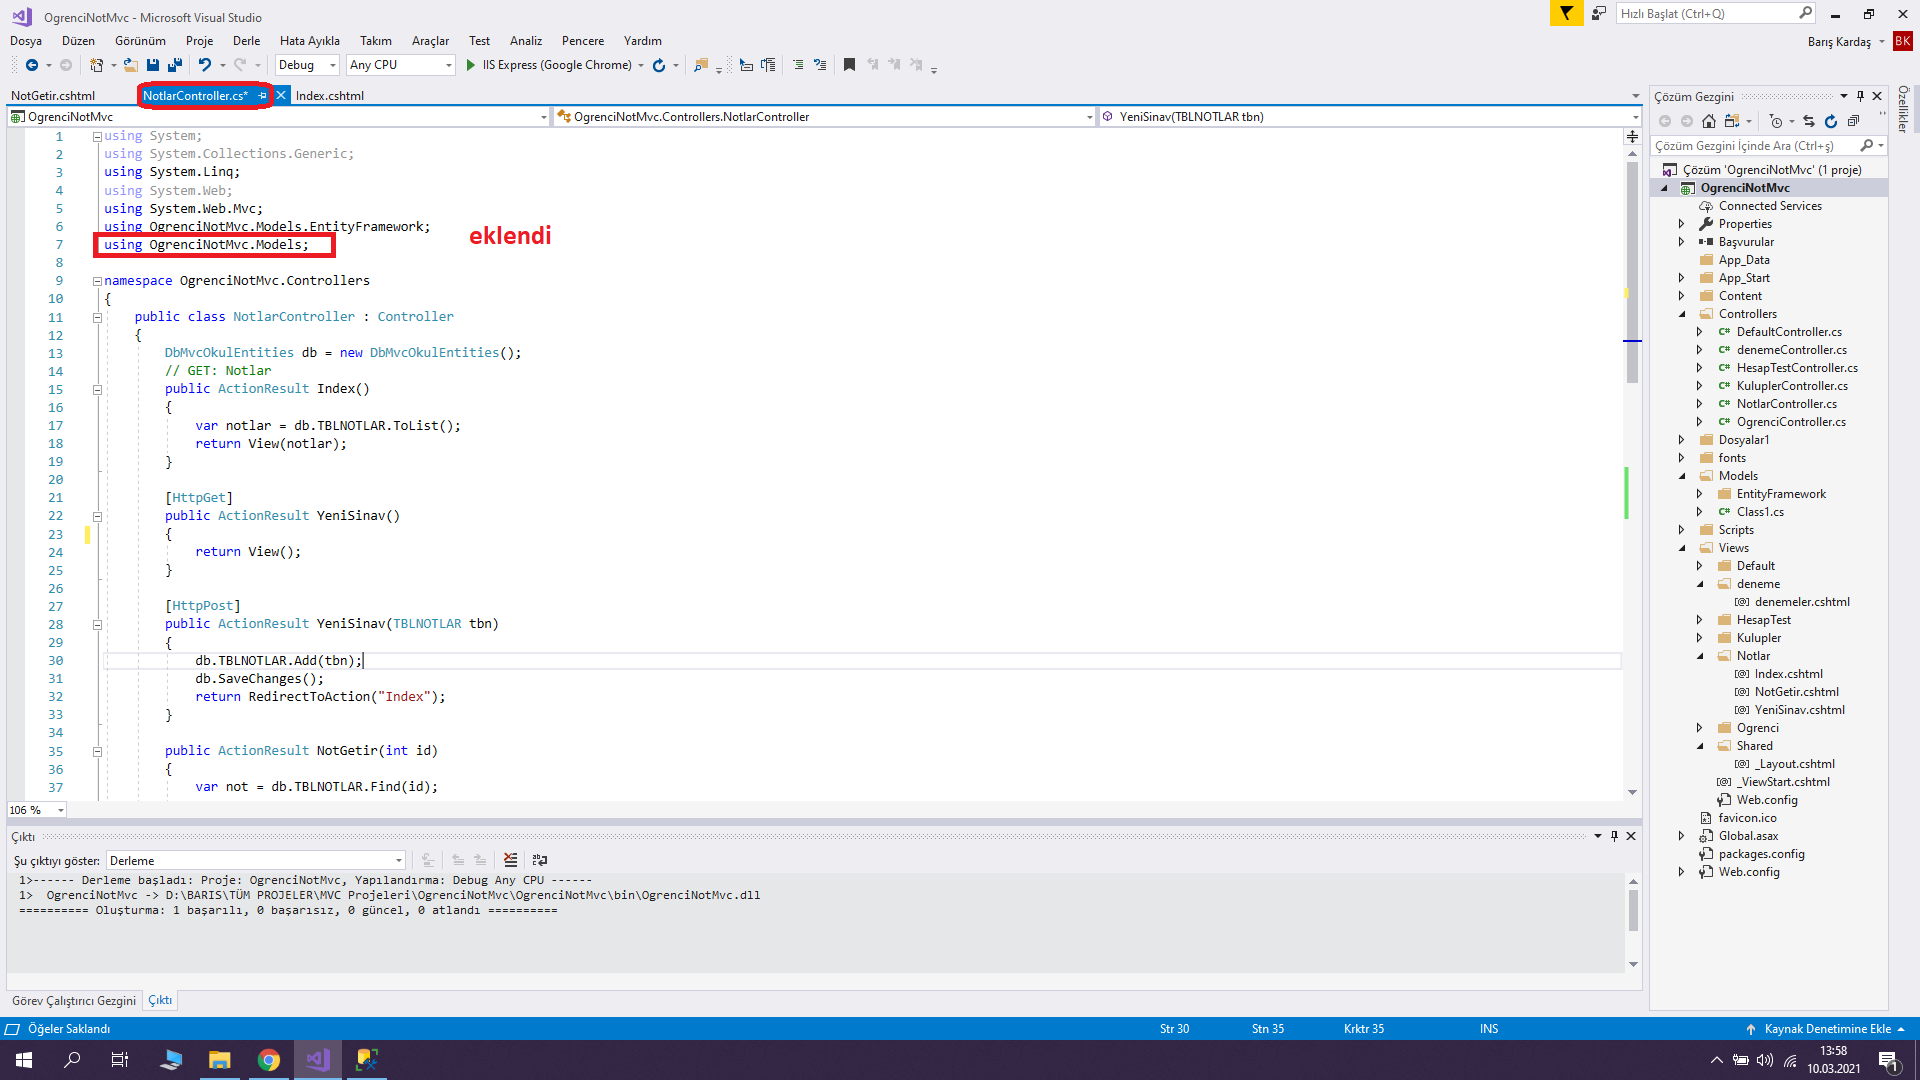 OgrenciNotMvc - Microsoft Visual Studio
Hızlı Başlat (Ctrl+Q)
Dosya Düzen Görünüm Proje Derle Hata Ayıkla Takım Araçlar Test Analiz Pencere Yardım
Barış Kardaş BK
Debug Any CPU IIS Express (Google Chrome)
NotGetir.cshtml NotlarController.cs* Index.cshtml
OgrenciNotMvc OgrenciNotMvc.Controllers.NotlarController YeniSinav(TBLNOTLAR tbn)
1 using System;
2 using System.Collections.Generic;
3 using System.Linq;
4 using System.Web;
5 using System.Web.Mvc;
6 using OgrenciNotMvc.Models.EntityFramework;
7 using OgrenciNotMvc.Models;
eklendi
8
9 namespace OgrenciNotMvc.Controllers
10 {
11 public class NotlarController : Controller
12 {
13 DbMvcOkulEntities db = new DbMvcOkulEntities();
14 // GET: Notlar
15 public ActionResult Index()
16 {
17 var notlar = db.TBLNOTLAR.ToList();
18 return View(notlar);
19 }
20
21 [HttpGet]
22 public ActionResult YeniSinav()
23 {
24 return View();
25 }
26
27 [HttpPost]
28 public ActionResult YeniSinav(TBLNOTLAR tbn)
29 {
30 db.TBLNOTLAR.Add(tbn);
31 db.SaveChanges();
32 return RedirectToAction("Index");
33 }
34
35 public ActionResult NotGetir(int id)
36 {
37 var not = db.TBLNOTLAR.Find(id);
106 %
Çıktı
Şu çıktıyı göster: Derleme
1>------ Derleme başladı: Proje: OgrenciNotMvc, Yapılandırma: Debug Any CPU ------
1> OgrenciNotMvc -> D:\BARIS\TÜM PROJELER\MVC Projeleri\OgrenciNotMvc\OgrenciNotMvc\bin\OgrenciNotMvc.dll
========== Oluşturma: 1 başarılı, 0 başarısız, 0 güncel, 0 atlandı ==========
Görev Çalıştırıcı Gezgini Çıktı
Çözüm Gezgini
Çözüm Gezgini İçinde Ara (Ctrl+ş)
Çözüm 'OgrenciNotMvc' (1 proje)
OgrenciNotMvc
Connected Services
Properties
Başvurular
App_Data
App_Start
Content
Controllers
C# DefaultController.cs
C# denemeController.cs
C# HesapTestController.cs
C# KuluplerController.cs
C# NotlarController.cs
C# OgrenciController.cs
Dosyalar1
fonts
Models
EntityFramework
C# Class1.cs
Scripts
Views
Default
deneme
[@] denemeler.cshtml
HesapTest
Kulupler
Notlar
[@] Index.cshtml
[@] NotGetir.cshtml
[@] YeniSinav.cshtml
Ogrenci
Shared
[@] _Layout.cshtml
[@] _ViewStart.cshtml
Web.config
favicon.ico
Global.asax
packages.config
Web.config
Özellikler
Öğeler Saklandı Str 30 Stn 35 Krktr 35 INS Kaynak Denetimine Ekle
13:58
10.03.2021
1